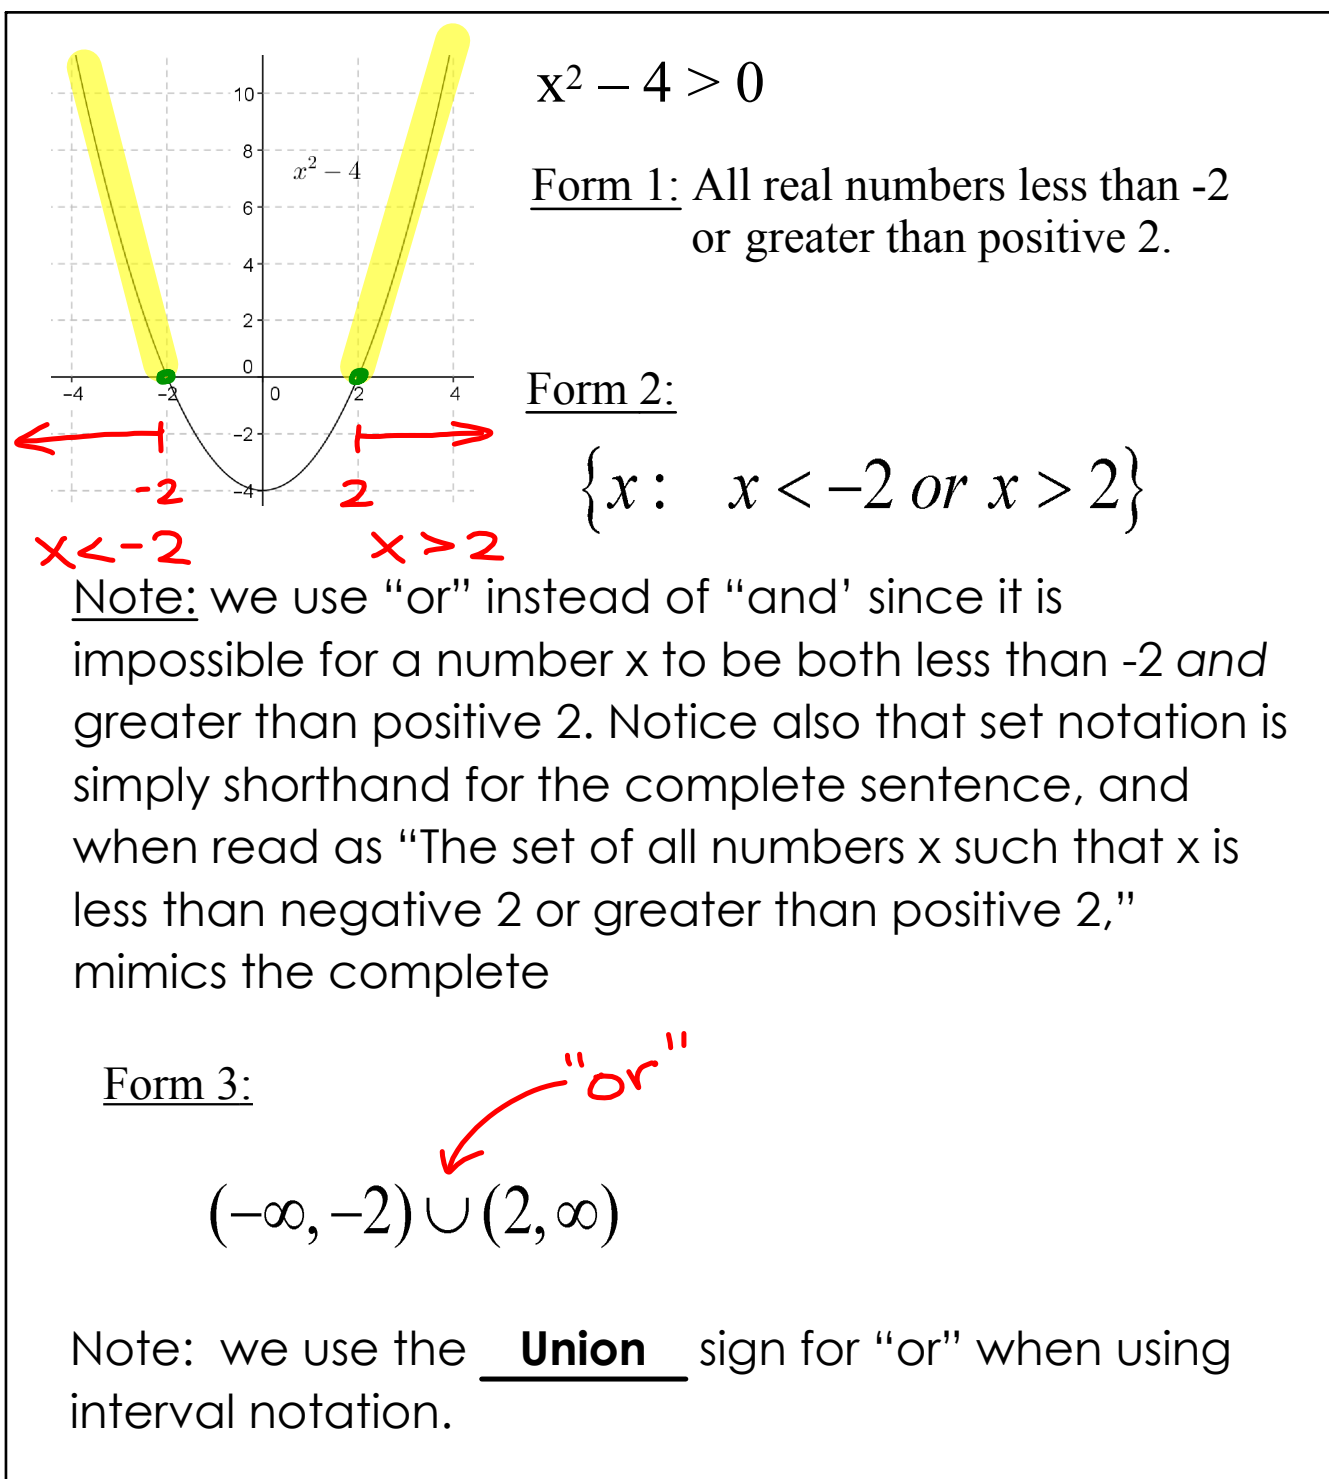 x² – 4 > 0
10
8
x² − 4
6
4
2
0
−4
−2
0
2
4
−2
−4
-2
2
x<-2
x>2
Form 1: All real numbers less than -2
or greater than positive 2.
Form 2:
{x: x < −2 or x > 2}
Note: we use “or” instead of “and’ since it is
impossible for a number x to be both less than -2 and
greater than positive 2. Notice also that set notation is
simply shorthand for the complete sentence, and
when read as “The set of all numbers x such that x is
less than negative 2 or greater than positive 2,”
mimics the complete
Form 3:
"or"
(−∞, −2) ∪ (2, ∞)
Note: we use the Union sign for “or” when using
interval notation.